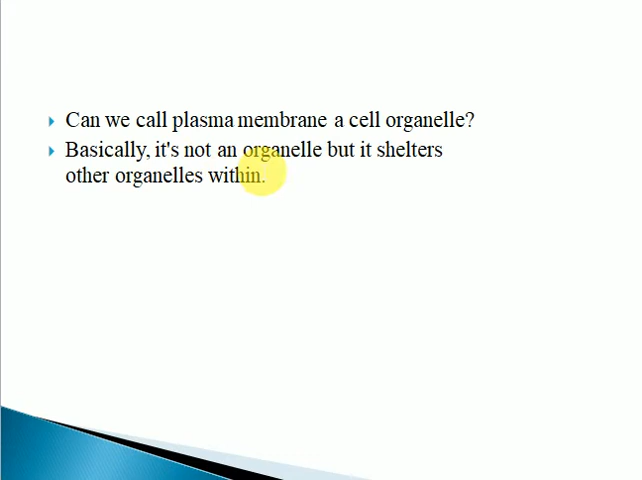 Can we call plasma membrane a cell organelle?
Basically, it's not an organelle but it shelters
other organelles within.